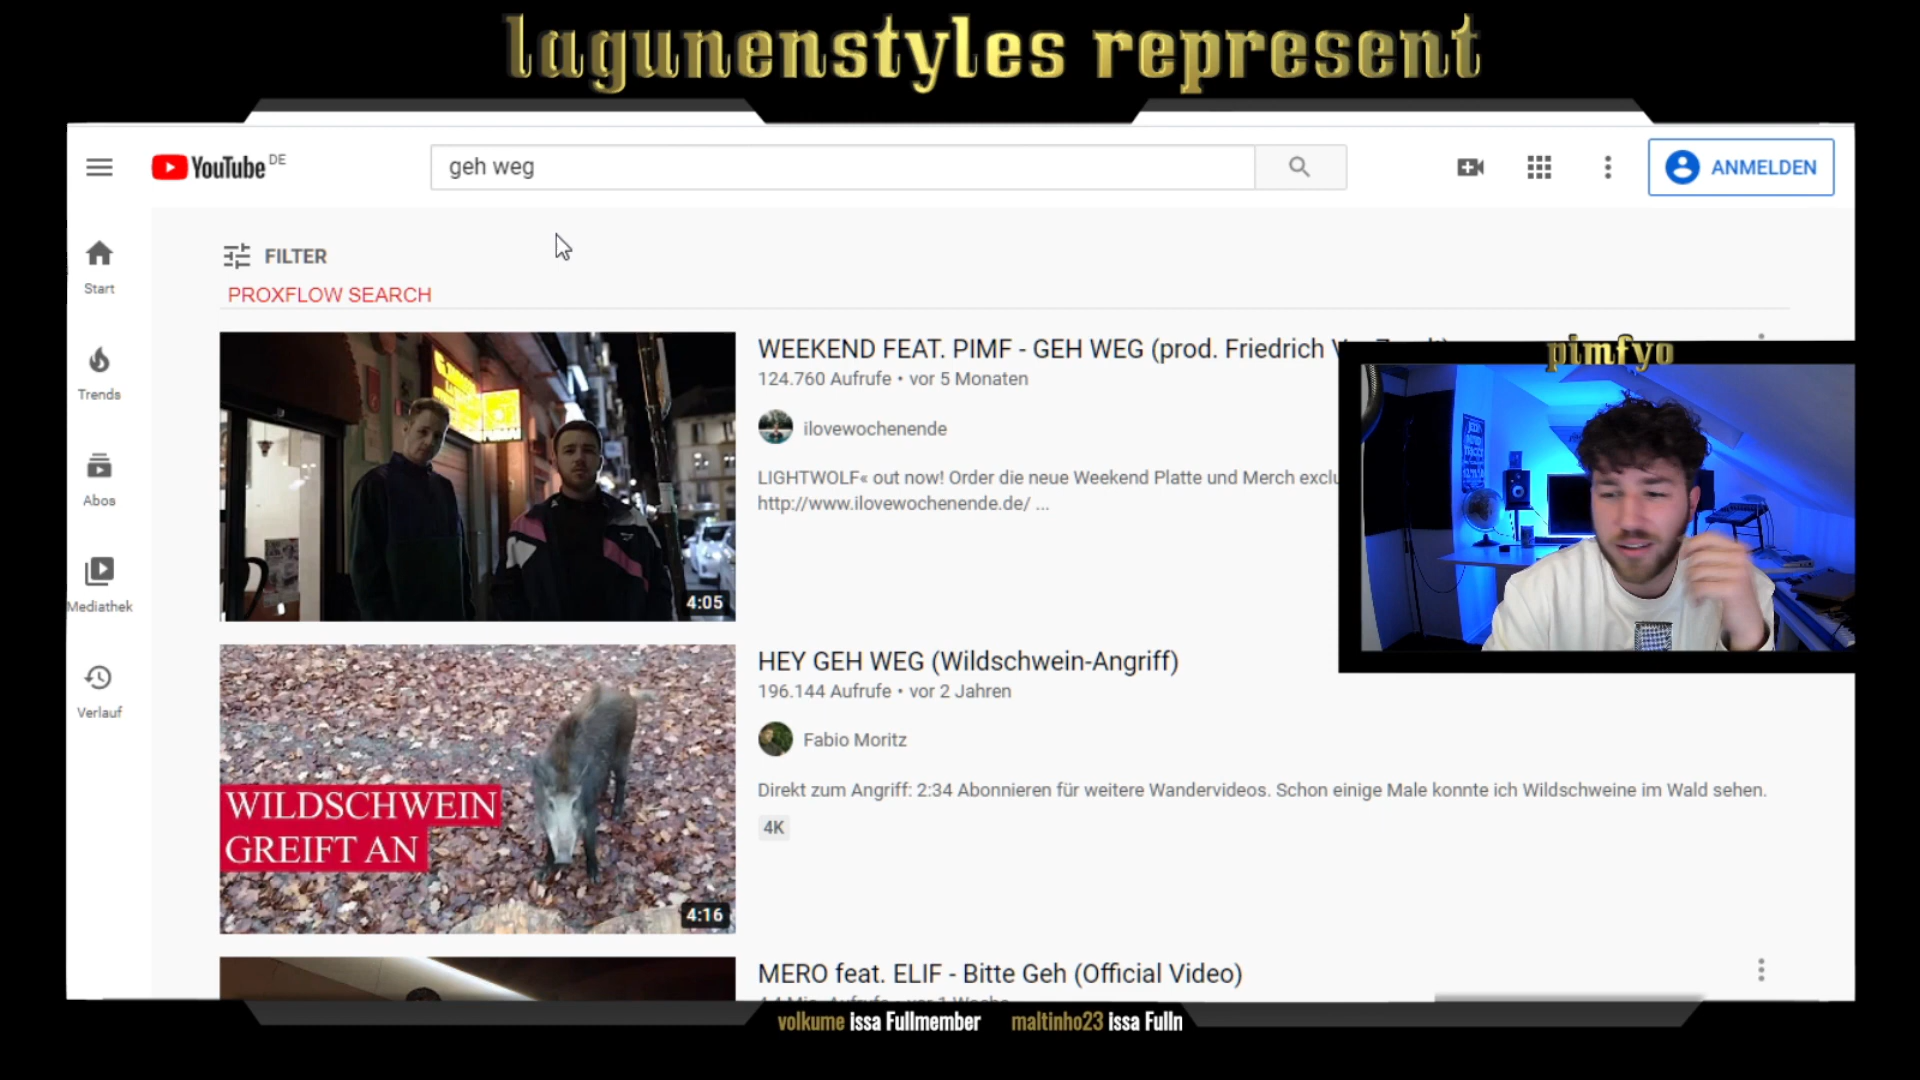 lagunenstyles represent
YouTube DE
geh weg
ANMELDEN
FILTER
PROXFLOW SEARCH
Start
Trends
Abos
Mediathek
Verlauf
WEEKEND FEAT. PIMF - GEH WEG (prod. Friedrich
124.760 Aufrufe • vor 5 Monaten
ilovewochenende
LIGHTWOLF« out now! Order die neue Weekend Platte und Merch exclu
http://www.ilovewochenende.de/ ...
4:05
pimfyo
HEY GEH WEG (Wildschwein-Angriff)
196.144 Aufrufe • vor 2 Jahren
Fabio Moritz
Direkt zum Angriff: 2:34 Abonnieren für weitere Wandervideos. Schon einige Male konnte ich Wildschweine im Wald sehen.
4K
WILDSCHWEIN
GREIFT AN
4:16
MERO feat. ELIF - Bitte Geh (Official Video)
volkume issa Fullmember maltinho23 issa Fulln